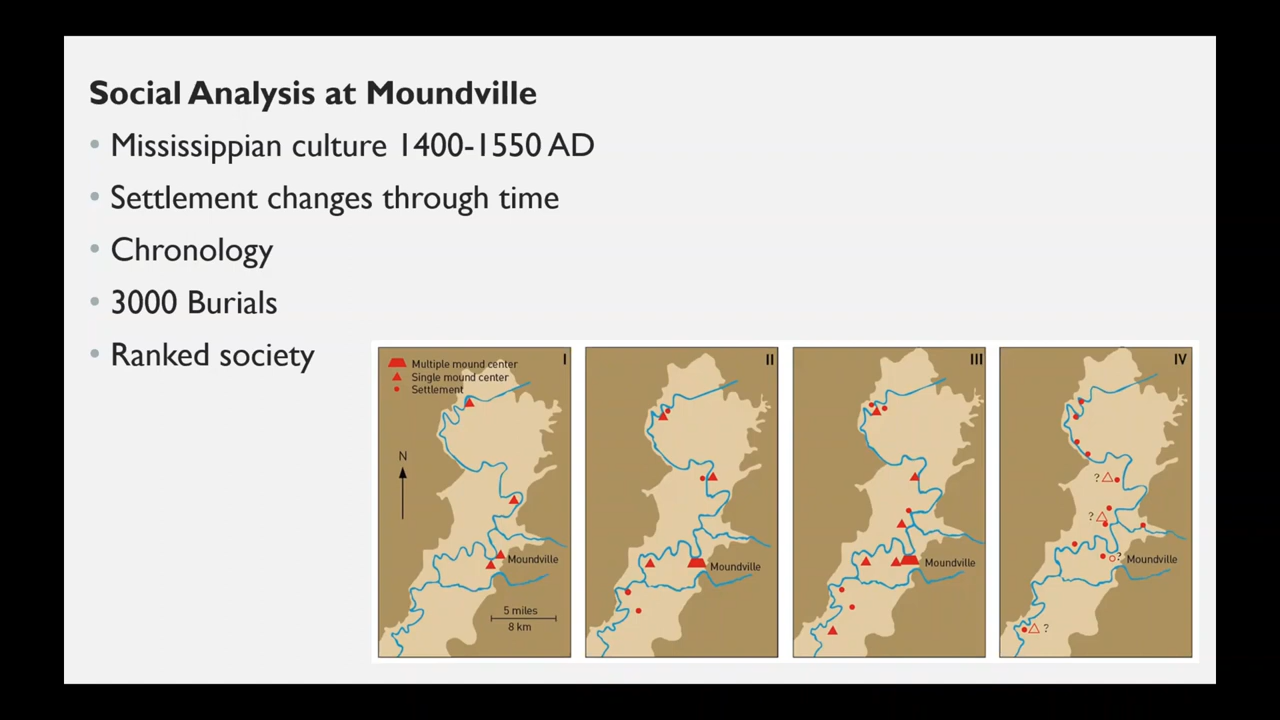 Social Analysis at Moundville
• Mississippian culture 1400-1550 AD
• Settlement changes through time
• Chronology
• 3000 Burials
• Ranked society
I
Multiple mound center
Single mound center
Settlement
N
Moundville
5 miles
8 km
II
Moundville
III
Moundville
IV
?
?
? Moundville
?